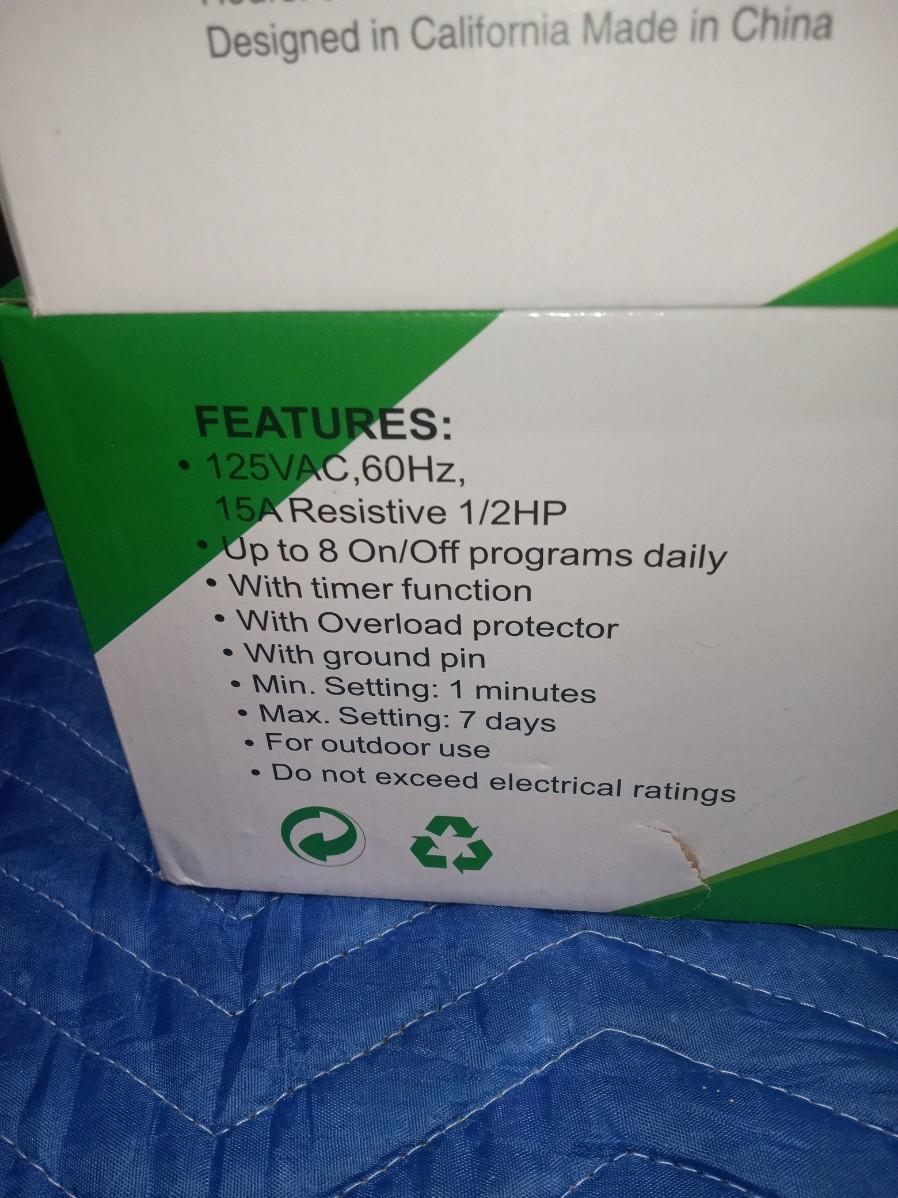 Designed in California Made in China
FEATURES:
• 125VAC,60Hz,
15A Resistive 1/2HP
• Up to 8 On/Off programs daily
• With timer function
• With Overload protector
• With ground pin
• Min. Setting: 1 minutes
• Max. Setting: 7 days
• For outdoor use
• Do not exceed electrical ratings